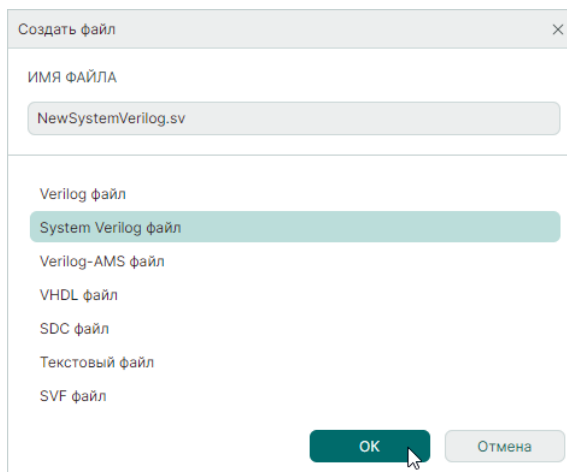 Создать файл
ИМЯ ФАЙЛА
NewSystemVerilog.sv
Verilog файл
System Verilog файл
Verilog-AMS файл
VHDL файл
SDC файл
Текстовый файл
SVF файл
ОК Отмена